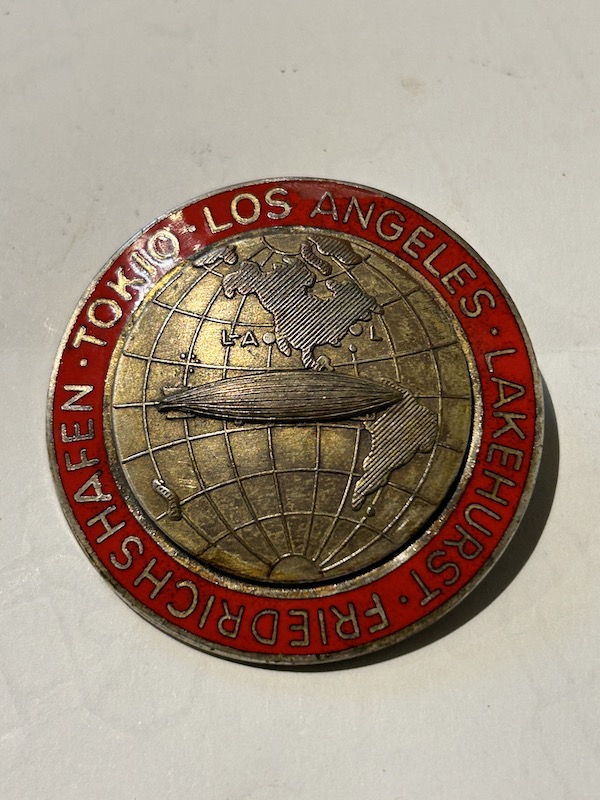 FRIEDRICHSHAFEN · TOKIO · LOS ANGELES · LAKEHURST ·
L·A· L